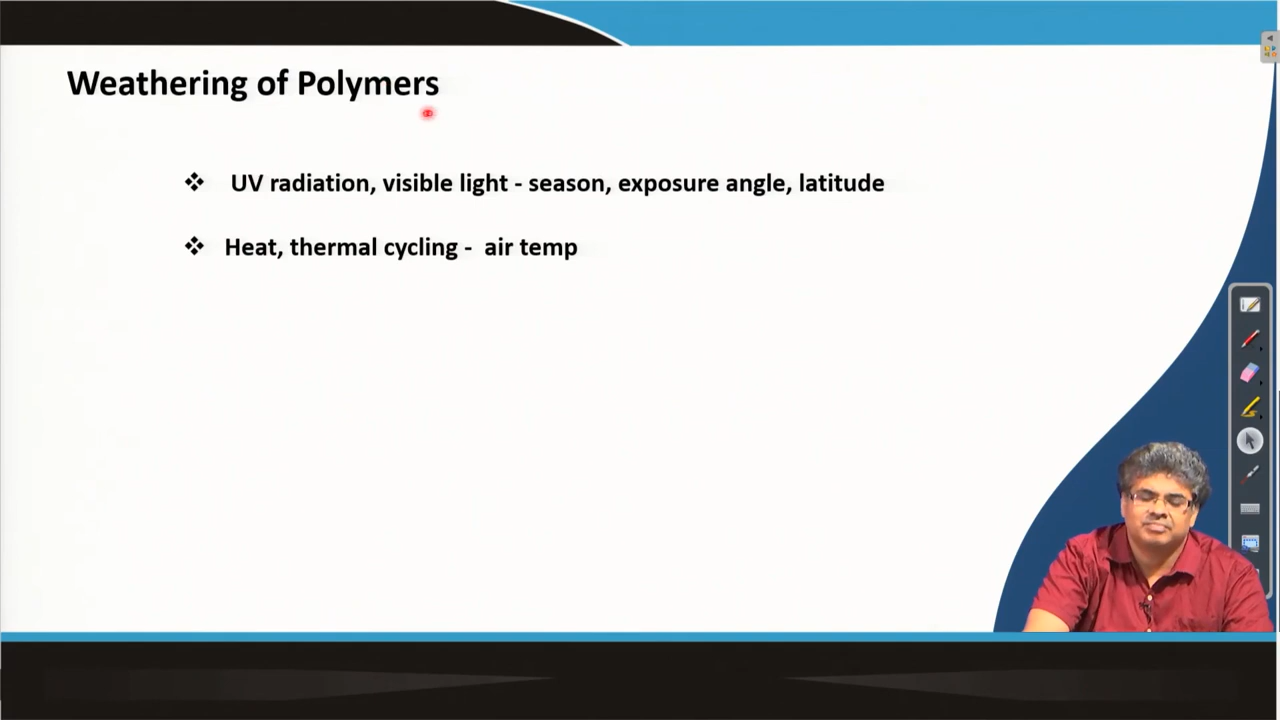 Weathering of Polymers
❖ UV radiation, visible light - season, exposure angle, latitude
❖ Heat, thermal cycling - air temp